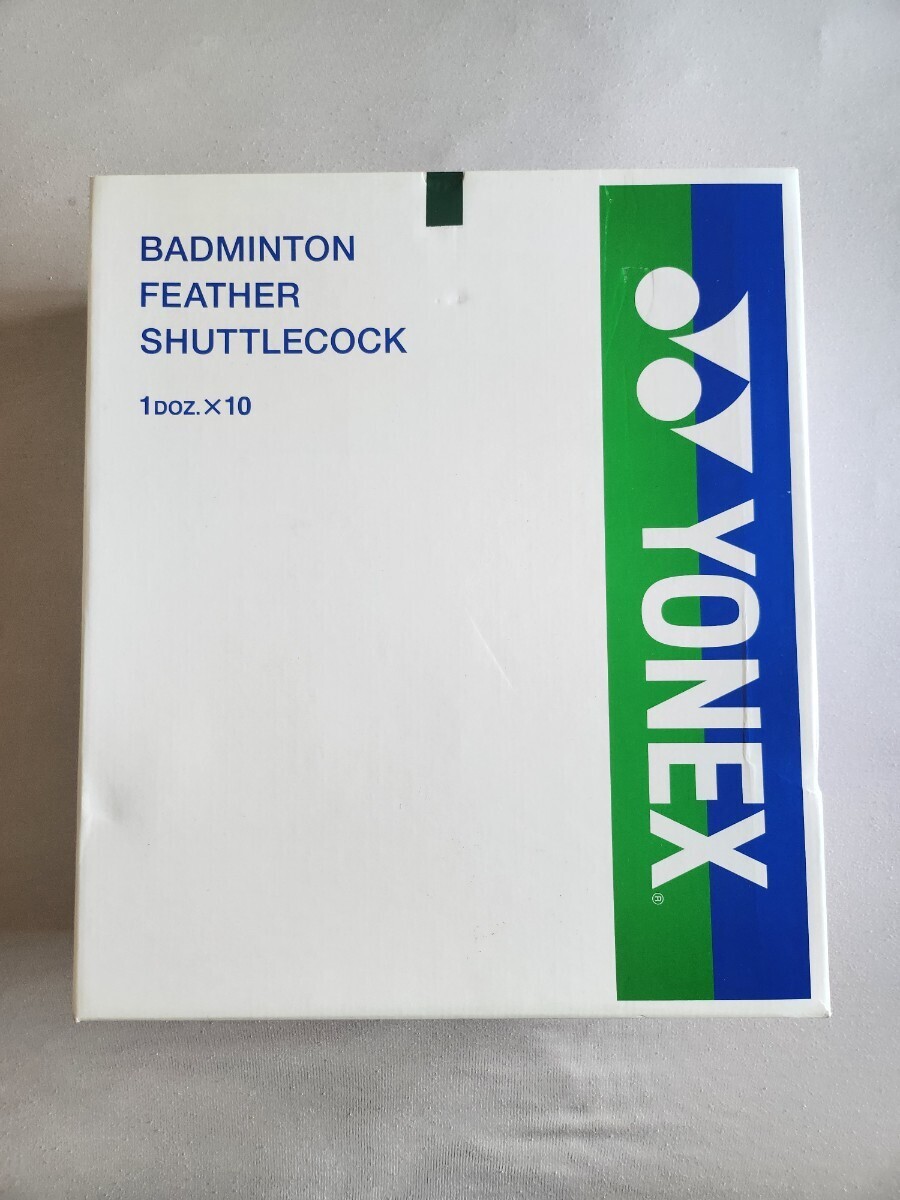 BADMINTON
FEATHER
SHUTTLECOCK
1DOZ.×10
YONEX®